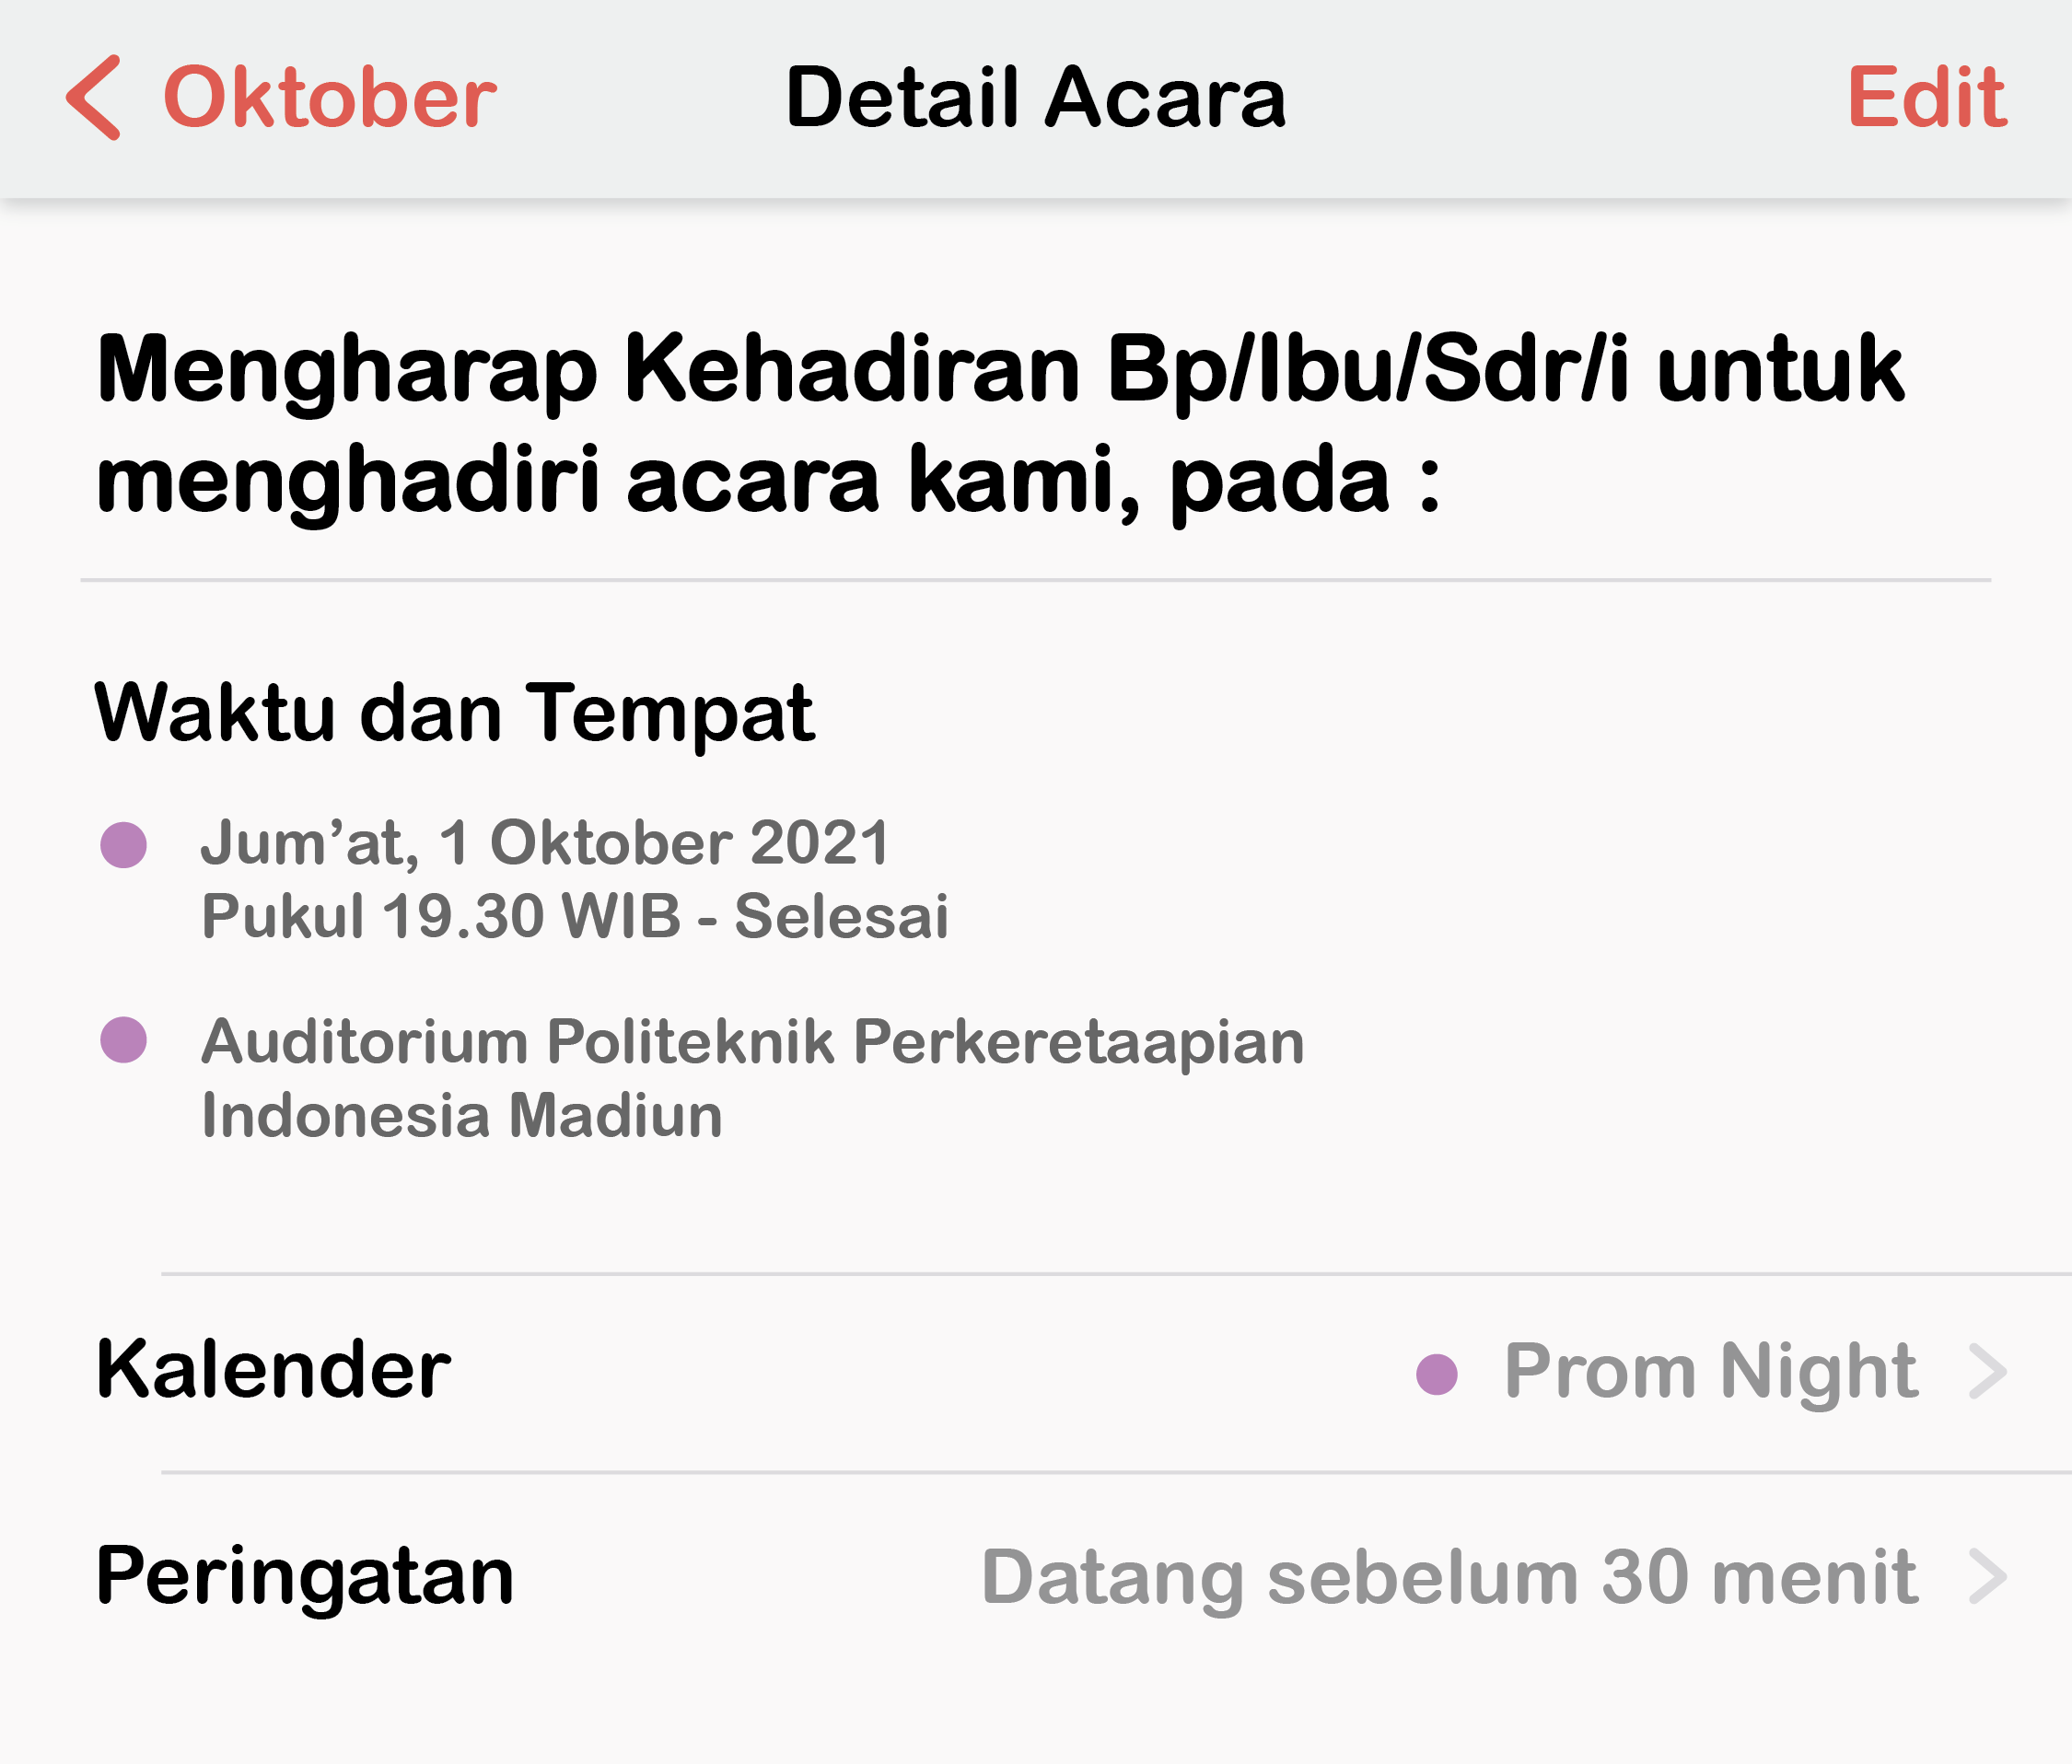 Oktober Detail Acara Edit
Mengharap Kehadiran Bp/Ibu/Sdr/i untuk
menghadiri acara kami, pada :
Waktu dan Tempat
Jum’at, 1 Oktober 2021
Pukul 19.30 WIB - Selesai
Auditorium Politeknik Perkeretaapian
Indonesia Madiun
Kalender Prom Night
Peringatan Datang sebelum 30 menit